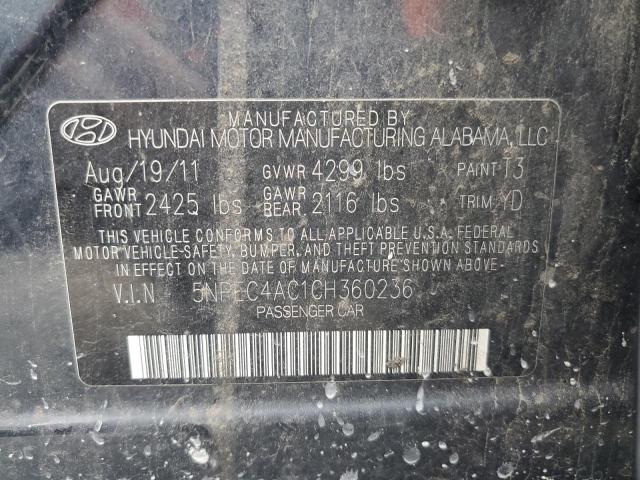 MANUFACTURED BY
HYUNDAI MOTOR MANUFACTURING ALABAMA, LLC
Aug/19/11 GVWR 4299 lbs PAINT T3
GAWR FRONT 2425 lbs GAWR REAR 2116 lbs TRIM YD
THIS VEHICLE CONFORMS TO ALL APPLICABLE U.S.A. FEDERAL
MOTOR VEHICLE-SAFETY, BUMPER, AND THEFT PREVENTION STANDARDS
IN EFFECT ON THE DATE OF MANUFACTURE SHOWN ABOVE.
V.I.N 5NPEC4AC1CH360236
PASSENGER CAR